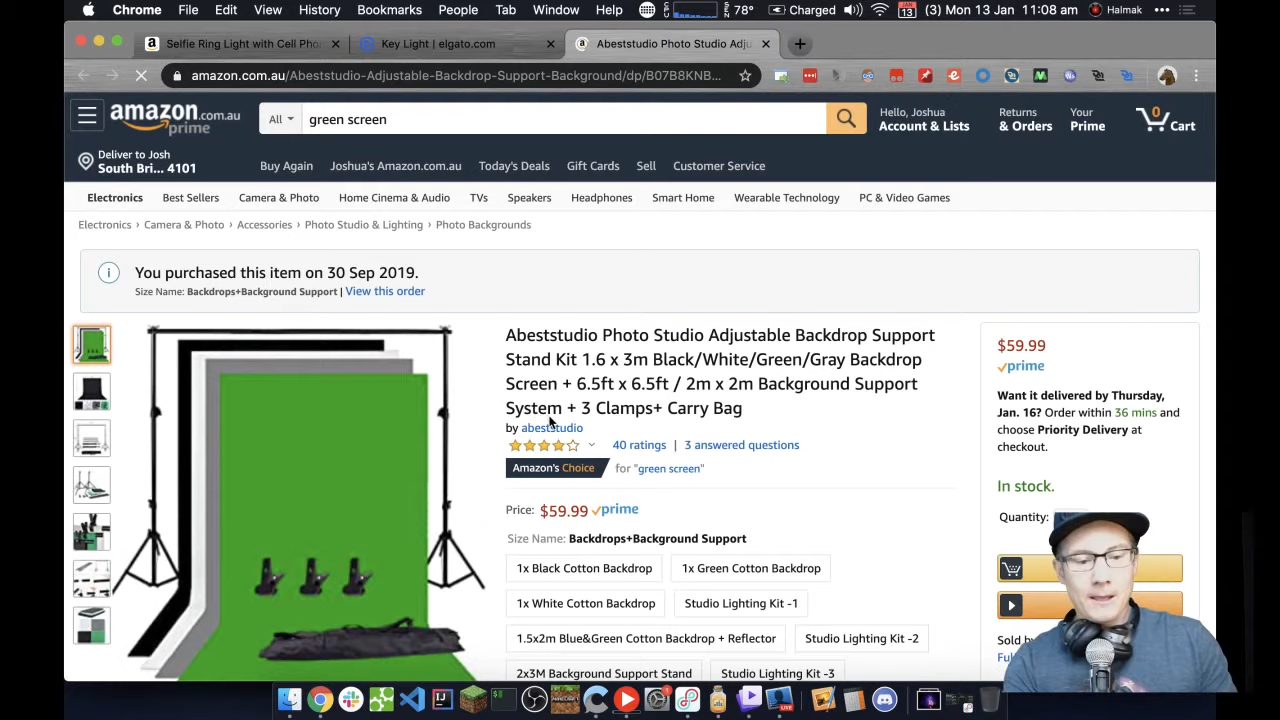 Chrome File Edit View History Bookmarks People Tab Window Help 78° Charged JAN 13 (3) Mon 13 Jan 11:08 am Halmak
Selfie Ring Light with Cell Pho
Key Light | elgato.com
Abeststudio Photo Studio Adju
amazon.com.au/Abeststudio-Adjustable-Backdrop-Support-Background/dp/B07B8KNB...
amazon.com.au
prime
All
green screen
Hello, Joshua
Account & Lists
Returns
& Orders
Your
Prime
0
Cart
Deliver to Josh
South Bri... 4101
Buy Again Joshua's Amazon.com.au Today's Deals Gift Cards Sell Customer Service
Electronics Best Sellers Camera & Photo Home Cinema & Audio TVs Speakers Headphones Smart Home Wearable Technology PC & Video Games
Electronics › Camera & Photo › Accessories › Photo Studio & Lighting › Photo Backgrounds
You purchased this item on 30 Sep 2019.
Size Name: Backdrops+Background Support | View this order
Abeststudio Photo Studio Adjustable Backdrop Support
Stand Kit 1.6 x 3m Black/White/Green/Gray Backdrop
Screen + 6.5ft x 6.5ft / 2m x 2m Background Support
System + 3 Clamps+ Carry Bag
by abeststudio
40 ratings | 3 answered questions
Amazon's Choice for "green screen"
Price: $59.99 prime
Size Name: Backdrops+Background Support
1x Black Cotton Backdrop
1x Green Cotton Backdrop
1x White Cotton Backdrop
Studio Lighting Kit -1
1.5x2m Blue&Green Cotton Backdrop + Reflector
Studio Lighting Kit -2
2x3M Background Support Stand
Studio Lighting Kit -3
$59.99
prime
Want it delivered by Thursday,
Jan. 16? Order within 36 mins and
choose Priority Delivery at
checkout.
In stock.
Quantity:
Sold by